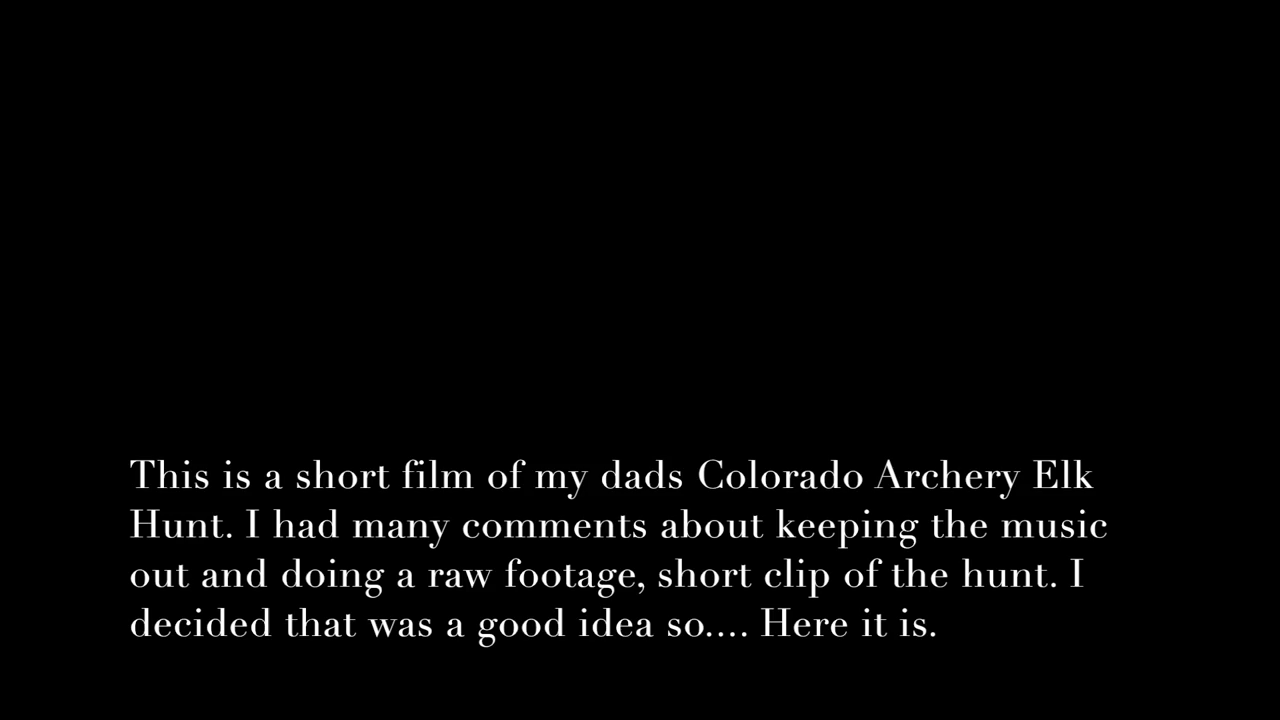 This is a short film of my dads Colorado Archery Elk
Hunt. I had many comments about keeping the music
out and doing a raw footage, short clip of the hunt. I
decided that was a good idea so.... Here it is.